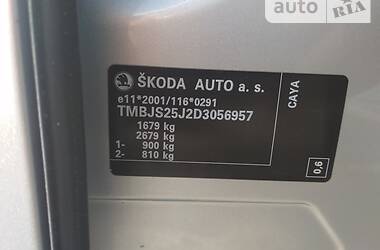 auto RIA
ŠKODA AUTO a. s.
e11*2001/116*0291
TMBJS25J2D3056957
1679 kg
2679 kg
1- 900 kg
2- 810 kg
CAYA
0,6